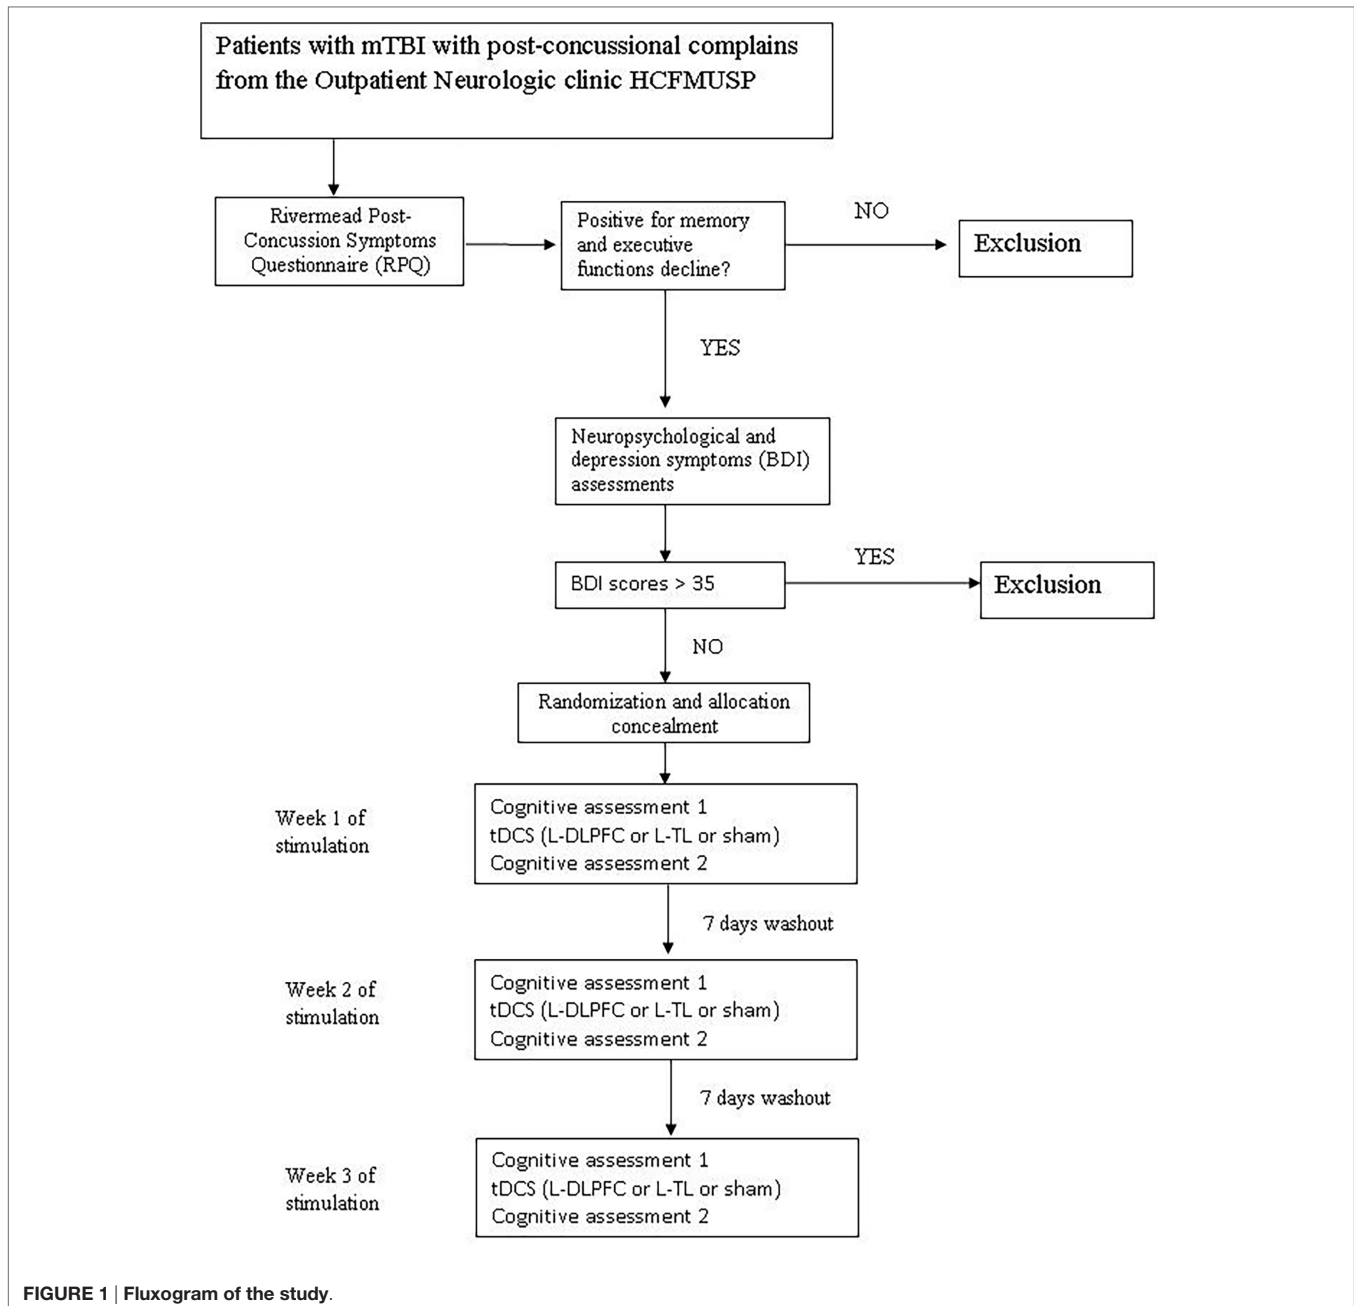 Patients with mTBI with post-concussional complains
from the Outpatient Neurologic clinic HCFMUSP
Rivermead Post-
Concussion Symptoms
Questionnaire (RPQ)
Positive for memory
and executive
functions decline?
NO
Exclusion
YES
Neuropsychological and
depression symptoms (BDI)
assessments
BDI scores > 35
YES
Exclusion
NO
Randomization and allocation
concealment
Week 1 of
stimulation
Cognitive assessment 1
tDCS (L-DLPFC or L-TL or sham)
Cognitive assessment 2
7 days washout
Week 2 of
stimulation
Cognitive assessment 1
tDCS (L-DLPFC or L-TL or sham)
Cognitive assessment 2
7 days washout
Week 3 of
stimulation
Cognitive assessment 1
tDCS (L-DLPFC or L-TL or sham)
Cognitive assessment 2
FIGURE 1 | Fluxogram of the study.